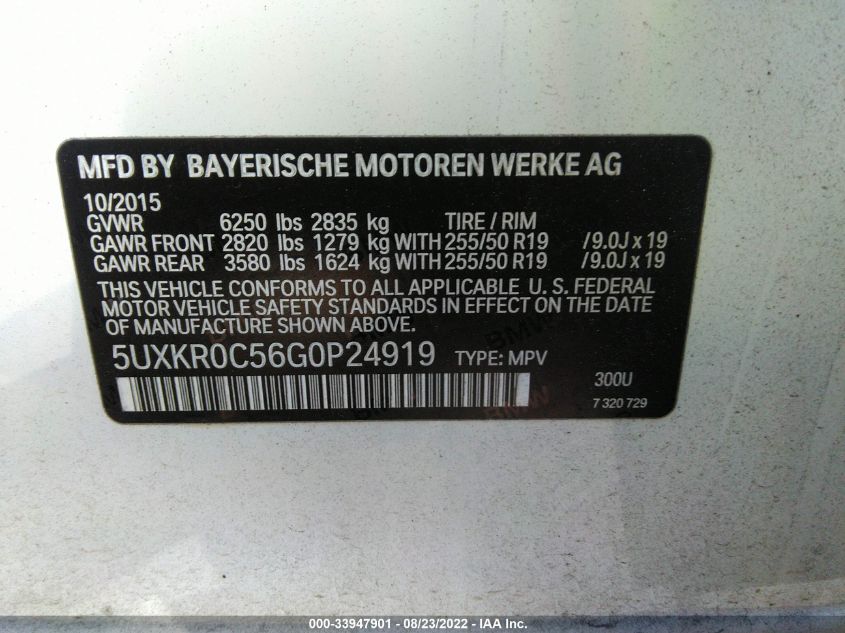 MFD BY BAYERISCHE MOTOREN WERKE AG
10/2015
GVWR 6250 lbs 2835 kg TIRE / RIM
GAWR FRONT 2820 lbs 1279 kg WITH 255/50 R19 /9.0J x 19
GAWR REAR 3580 lbs 1624 kg WITH 255/50 R19 /9.0J x 19
THIS VEHICLE CONFORMS TO ALL APPLICABLE U. S. FEDERAL
MOTOR VEHICLE SAFETY STANDARDS IN EFFECT ON THE DATE
OF MANUFACTURE SHOWN ABOVE.
5UXKR0C56G0P24919 TYPE: MPV
300U
7 320 729
BMW
BMW
000-33947901 - 08/23/2022 - IAA Inc.